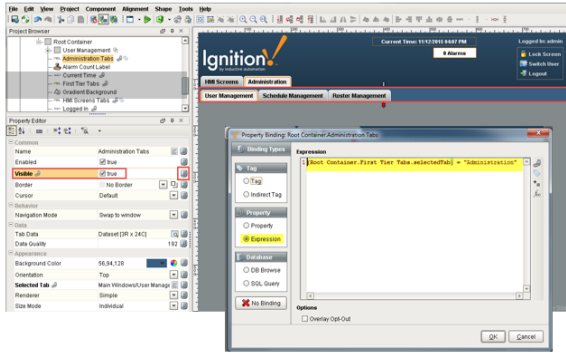 File Edit View Project Component Alignment Shape Tools Help
Project Browser
Root Container
User Management
Administration Tabs
Alarm Count Label
Current Time
First Tier Tabs
Gradient Background
HMI Screens Tabs
Logged In
Property Editor
Common
Name Administration Tabs
Enabled true
Visible true
Border No Border
Cursor Default
Behavior
Navigation Mode Swap to window
Data
Tab Data Dataset [3R x 24C]
Data Quality 192
Appearance
Background Color 56,94,128
Orientation Top
Selected Tab Main Windows/User Manage
Renderer Simple
Size Mode Individual
Ignition!
by inductive automation
Current Time: 11/12/2015 04:07 PM
0 Alarms
Logged in: admin
Lock Screen
Switch User
Logout
HMI Screens Administration
User Management Schedule Management Roster Management
Property Binding: Root Container.Administration Tabs
Binding Types
Tag
Tag
Indirect Tag
Property
Property
Expression
Database
DB Browse
SQL Query
No Binding
Expression
1 {Root Container.First Tier Tabs.selectedTab} = "Administration"
Options
Overlay Opt-Out
OK Cancel